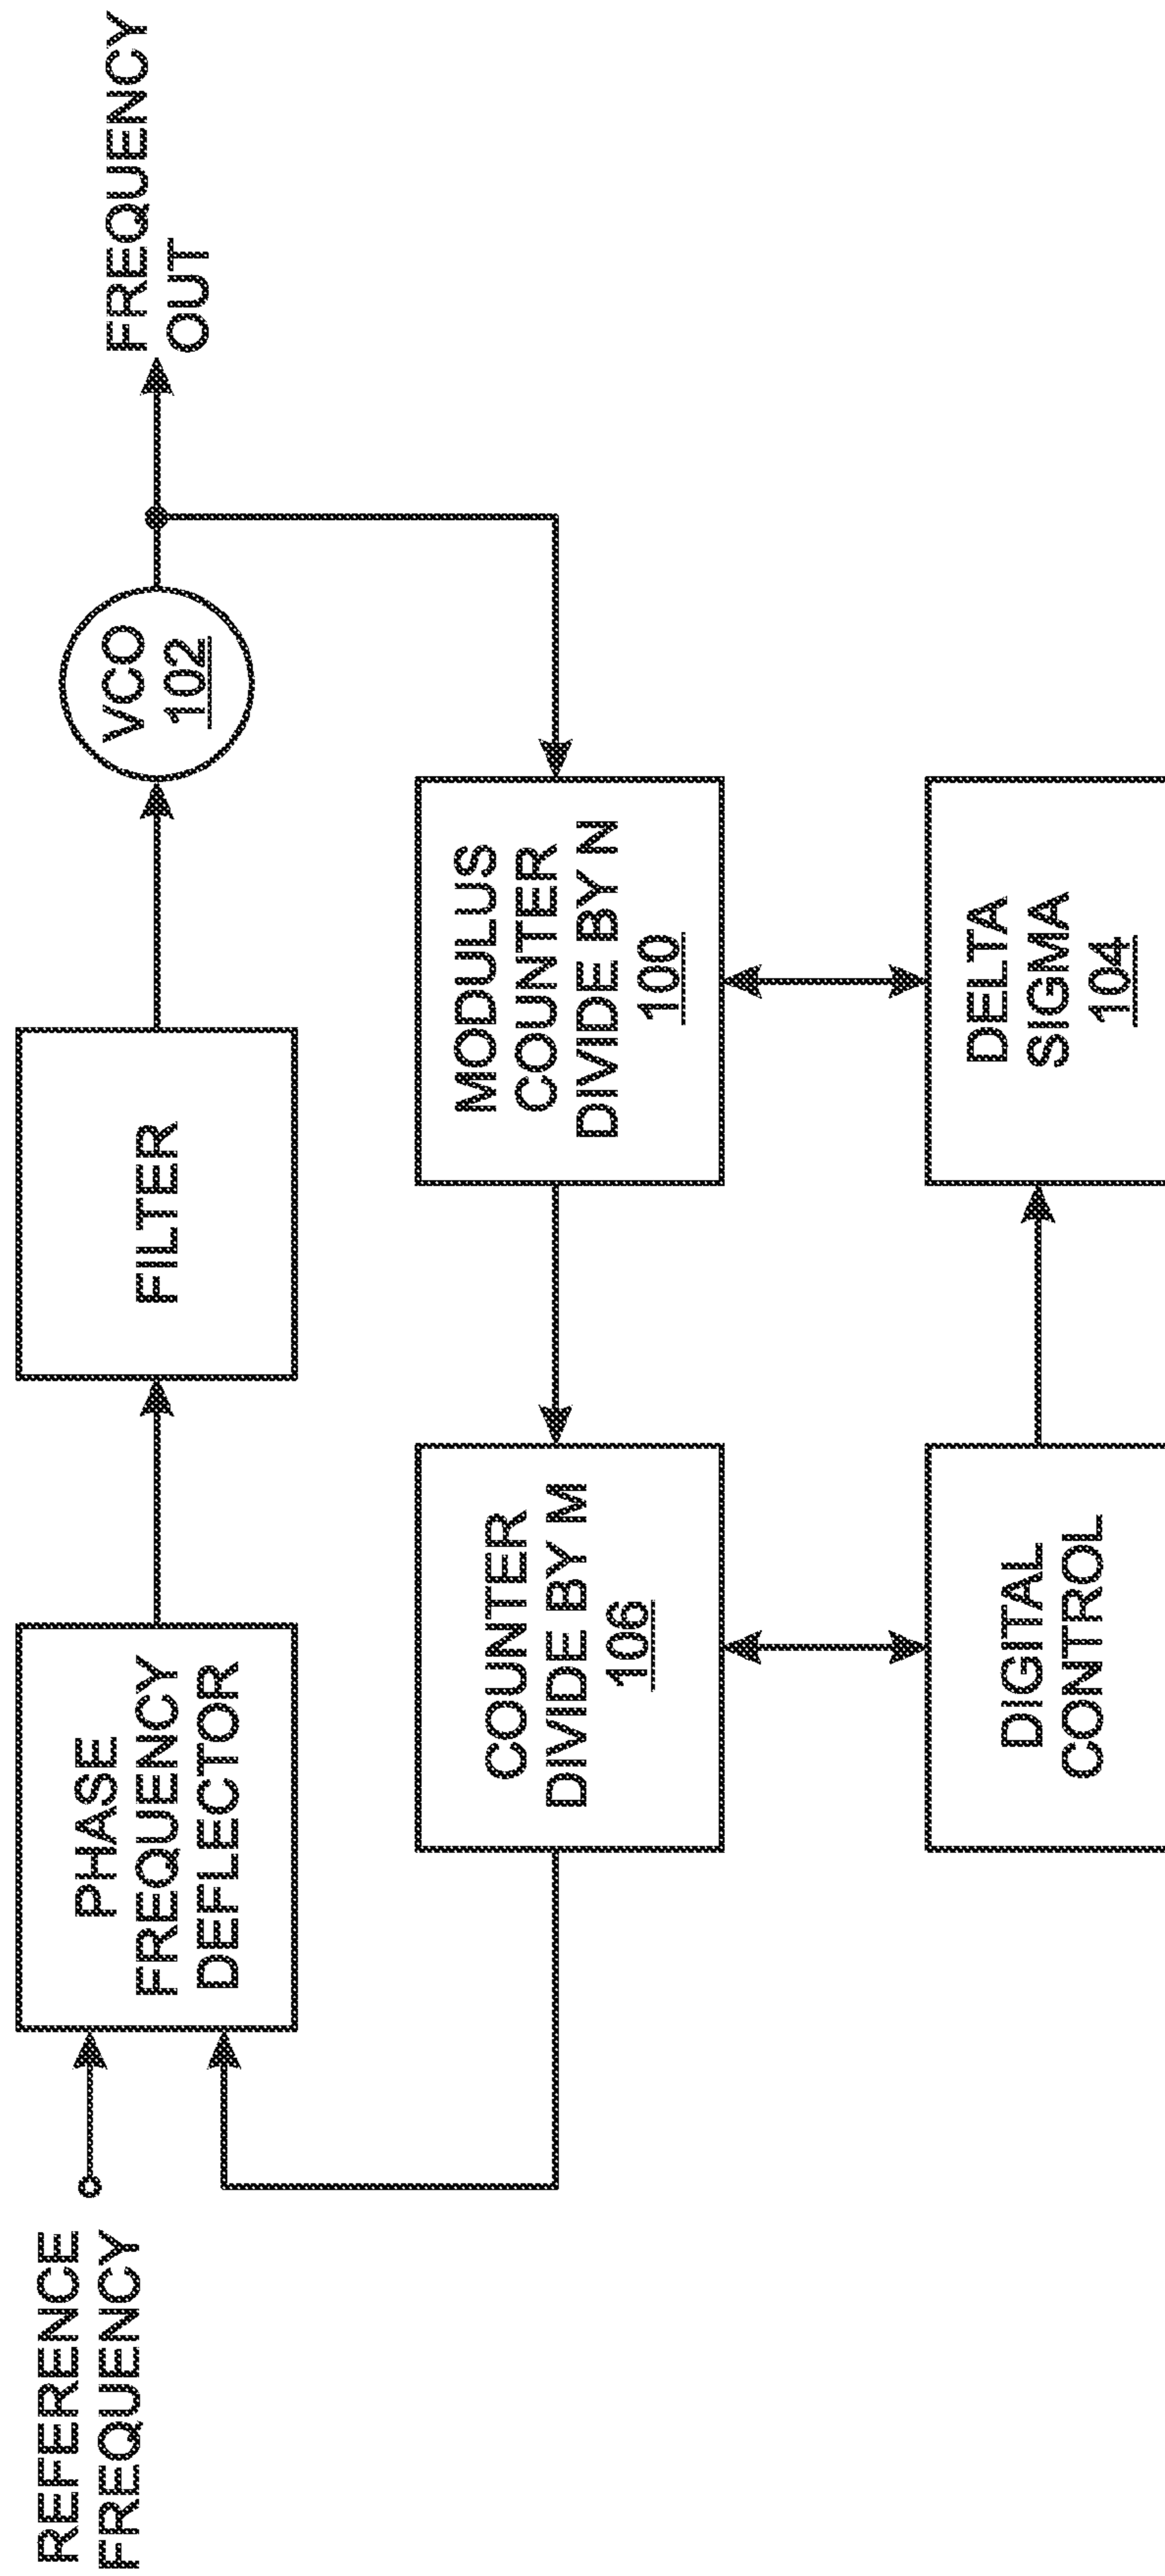 REFERENCE
FREQUENCY
PHASE
FREQUENCY
DEFLECTOR
FILTER
VCO
102
FREQUENCY
OUT
COUNTER
DIVIDE BY M
106
MODULUS
COUNTER
DIVIDE BY N
100
DIGITAL
CONTROL
DELTA
SIGMA
104